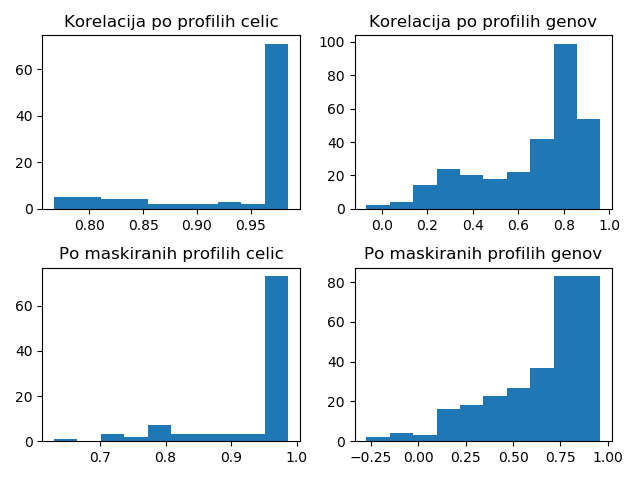 Korelacija po profilih celic
60
40
20
0
0.80 0.85 0.90 0.95
Korelacija po profilih genov
100
80
60
40
20
0
0.0 0.2 0.4 0.6 0.8 1.0
Po maskiranih profilih celic
60
40
20
0
0.7 0.8 0.9 1.0
Po maskiranih profilih genov
80
60
40
20
0
−0.25 0.00 0.25 0.50 0.75 1.00